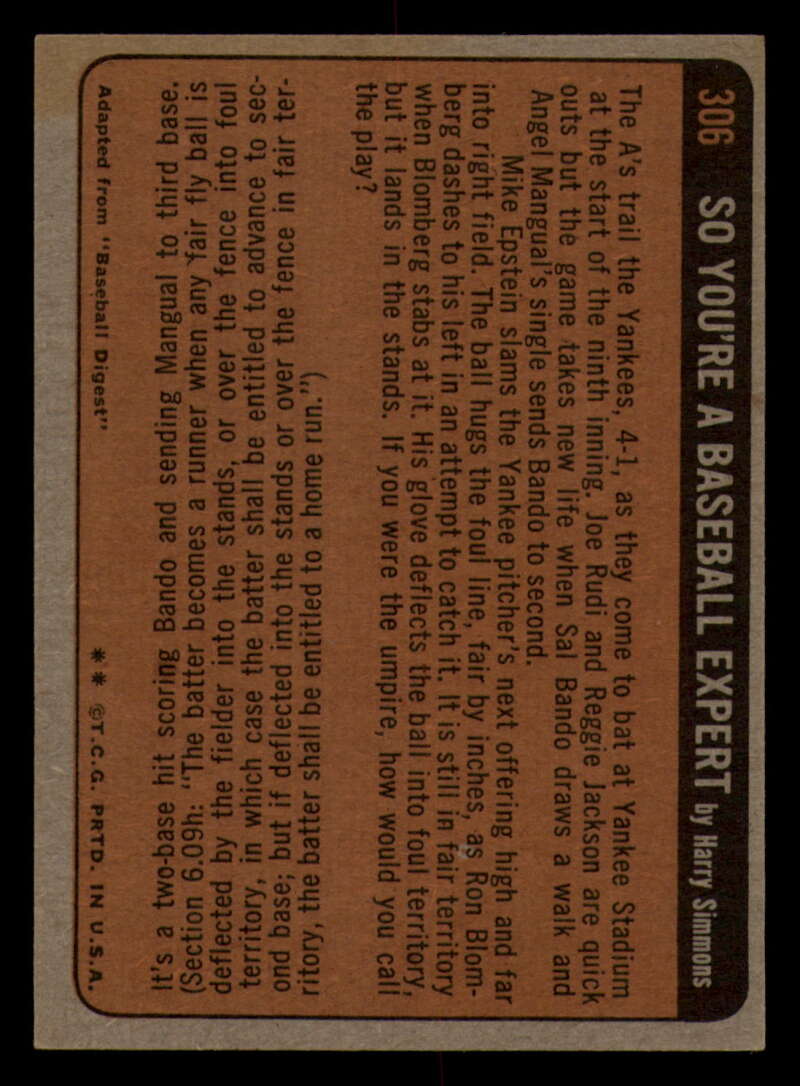 306 SO YOU'RE A BASEBALL EXPERT by Harry Simmons
The A's trail the Yankees, 4-1, as they come to bat at Yankee Stadium
at the start of the ninth inning. Joe Rudi and Reggie Jackson are quick
outs but the game takes new life when Sal Bando draws a walk and
Angel Mangual's single sends Bando to second.
Mike Epstein slams the Yankee pitcher's next offering high and far
into right field. The ball hugs the foul line, fair by inches, as Ron Blom-
berg dashes to his left in an attempt to catch it. It is still in fair territory
when Blomberg stabs at it. His glove deflects the ball into foul territory,
but it lands in the stands. If you were the umpire, how would you call
the play?
It's a two-base hit scoring Bando and sending Mangual to third base.
(Section 6.09h: "The batter becomes a runner when any fair fly ball is
deflected by the fielder into the stands, or over the fence into foul
territory, in which case the batter shall be entitled to advance to sec-
ond base; but if deflected into the stands or over the fence in fair ter-
ritory, the batter shall be entitled to a home run.")
Adapted from "Baseball Digest"
** ©T.C.G. PRTD. IN U.S.A.